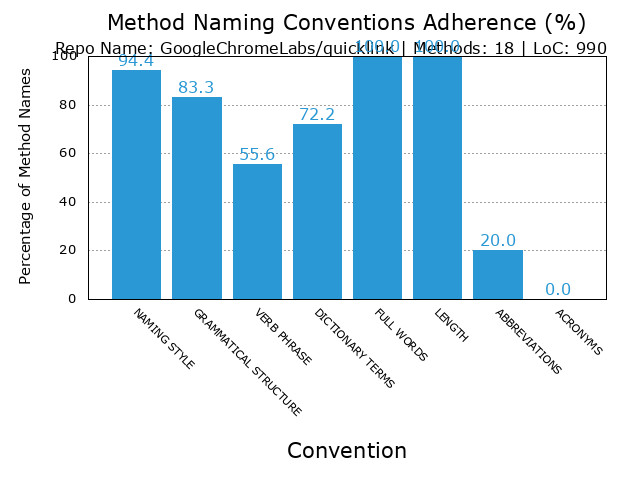 Method Naming Conventions Adherence (%)
Repo Name: GoogleChromeLabs/quicklink | Methods: 18 | LoC: 990
Percentage of Method Names
100
80
60
40
20
0
94.4
83.3
55.6
72.2
100.0
100.0
20.0
0.0
NAMING STYLE
GRAMMATICAL STRUCTURE
VERB PHRASE
DICTIONARY TERMS
FULL WORDS
LENGTH
ABBREVIATIONS
ACRONYMS
Convention